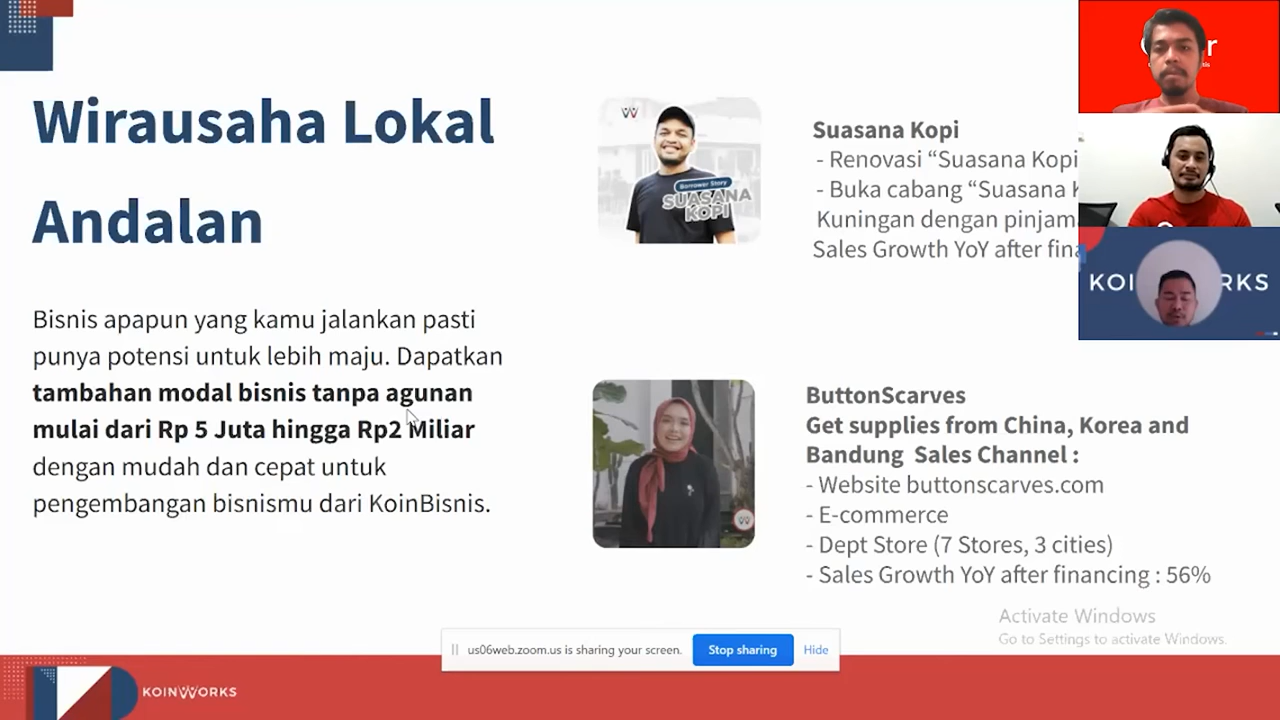 Wirausaha Lokal
Andalan
Bisnis apapun yang kamu jalankan pasti
punya potensi untuk lebih maju. Dapatkan
tambahan modal bisnis tanpa agunan
mulai dari Rp 5 Juta hingga Rp2 Miliar
dengan mudah dan cepat untuk
pengembangan bisnismu dari KoinBisnis.
Borrower Story
SUASANA
KOPI
Suasana Kopi
- Renovasi “Suasana Kopi
- Buka cabang “Suasana
Kuningan dengan
Sales Growth YoY after
ButtonScarves
Get supplies from China, Korea and
Bandung Sales Channel :
- Website buttonscarves.com
- E-commerce
- Dept Store (7 Stores, 3 cities)
- Sales Growth YoY after financing : 56%
Activate Windows
Go to Settings to activate Windows.
us06web.zoom.us is sharing your screen.
Stop sharing
Hide
KOINWORKS